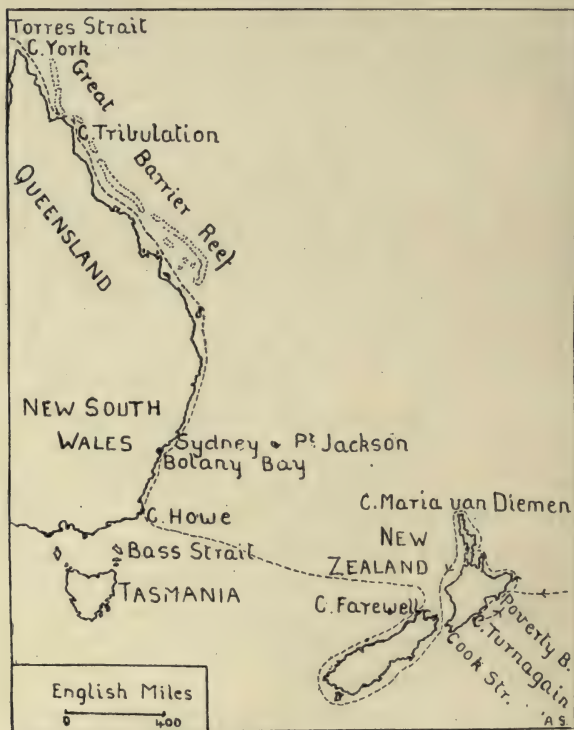 Torres Strait
C. York
Great
Barrier Reef
C. Tribulation
QUEENSLAND
NEW SOUTH
WALES
Sydney & Pt. Jackson
Botany Bay
C. Maria van Diemen
C. HOWE
NEW
ZEALAND
Bass Strait
TASMANIA
C. Farewell
Poverty B.
C. Turnagain
Cook Str.
English Miles
0 400
A S.